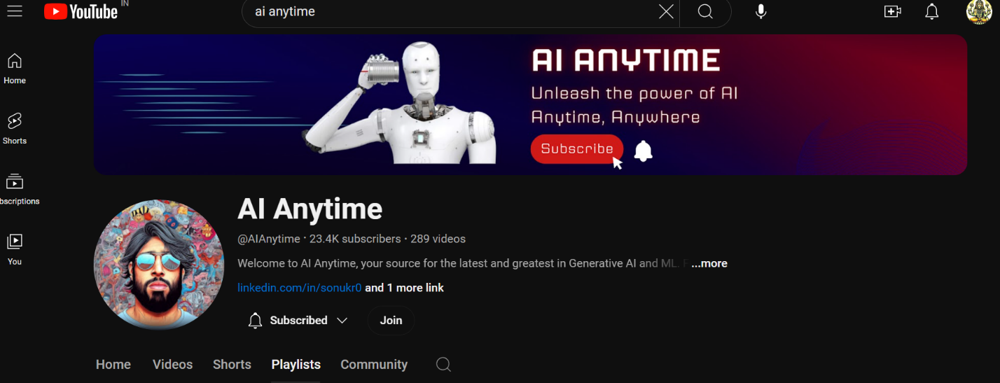 YouTube IN
ai anytime
Home
Shorts
bscriptions
You
AI ANYTIME
Unleash the power of AI
Anytime, Anywhere
Subscribe
AI Anytime
@AIAnytime • 23.4K subscribers • 289 videos
Welcome to AI Anytime, your source for the latest and greatest in Generative AI and ML. ...more
linkedin.com/in/sonukr0 and 1 more link
Subscribed Join
Home Videos Shorts Playlists Community